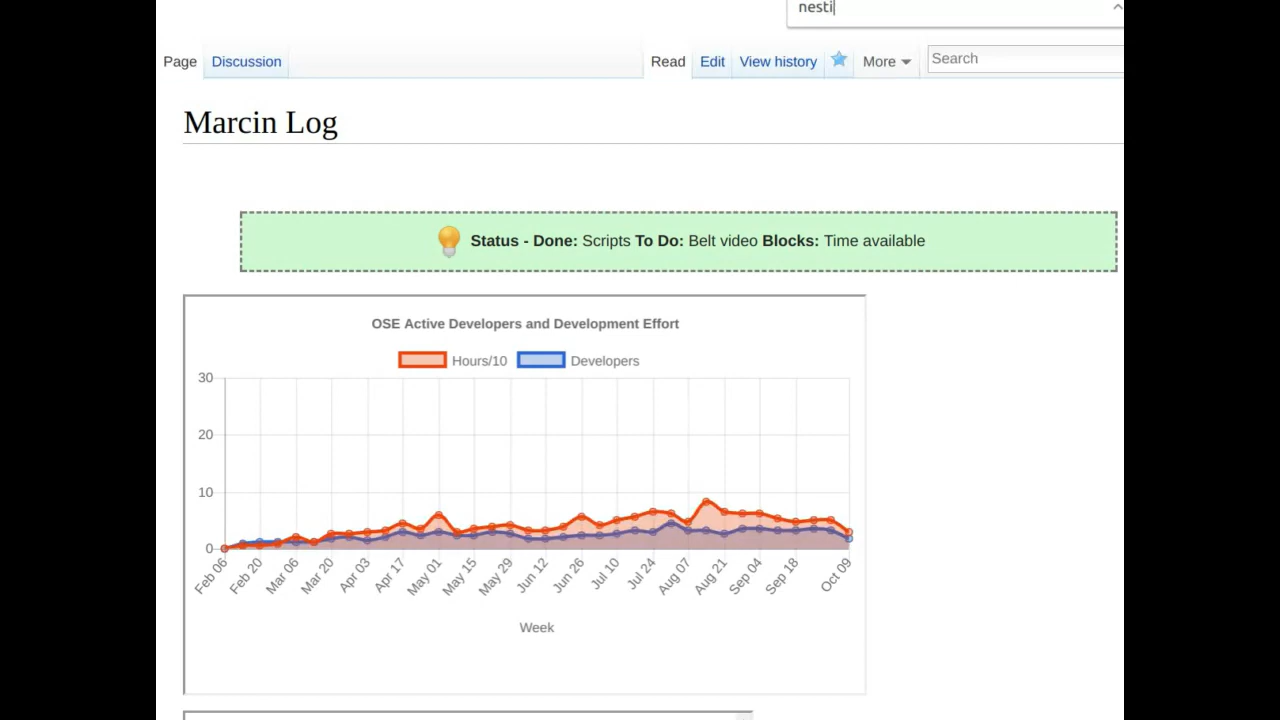 nesti
Page Discussion Read Edit View history More Search
Marcin Log
Status - Done: Scripts To Do: Belt video Blocks: Time available
OSE Active Developers and Development Effort
Hours/10 Developers
30
20
10
0
Feb 06 Feb 20 Mar 06 Mar 20 Apr 03 Apr 17 May 01 May 15 May 29 Jun 12 Jun 26 Jul 10 Jul 24 Aug 07 Aug 21 Sep 04 Sep 18 Oct 09
Week